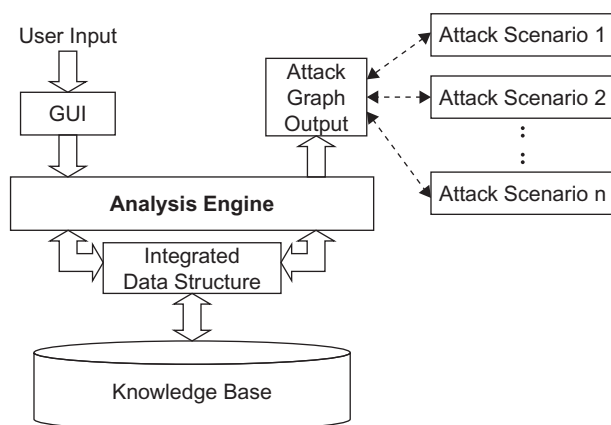 User Input
GUI
Attack
Graph
Output
Attack Scenario 1
Attack Scenario 2
Attack Scenario n
Analysis Engine
Integrated
Data Structure
Knowledge Base